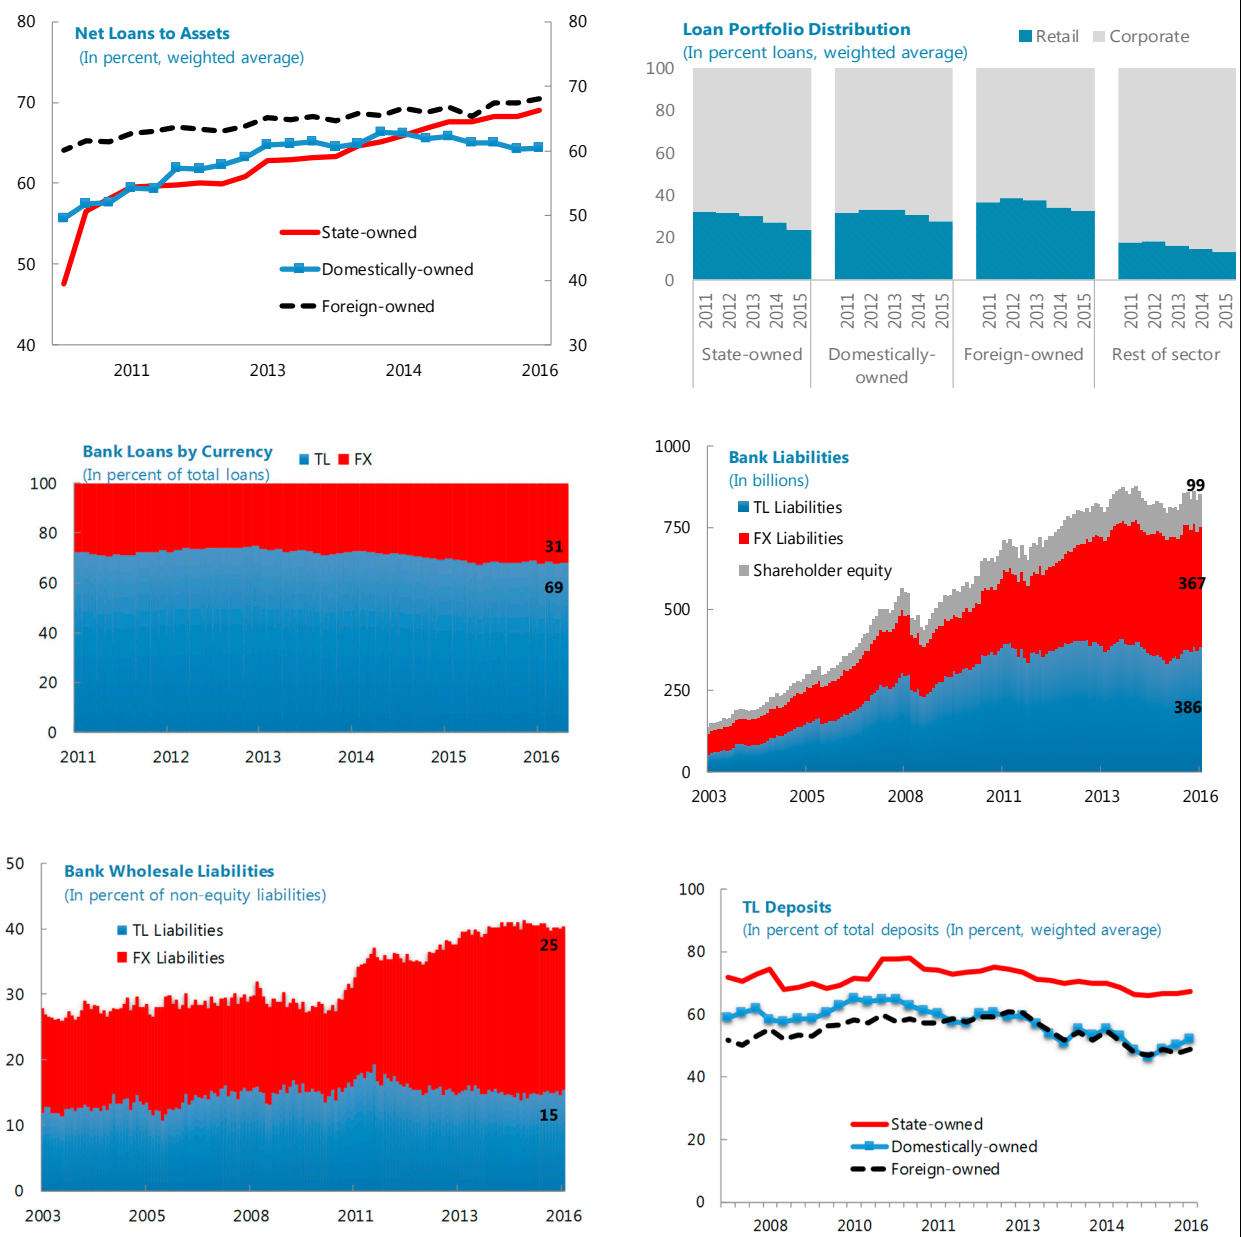 Net Loans to Assets
(In percent, weighted average)
80
70
60
50
40
80
70
60
50
40
30
State-owned
Domestically-owned
Foreign-owned
2011
2013
2014
2016
Loan Portfolio Distribution
(In percent loans, weighted average)
Retail
Corporate
100
80
60
40
20
0
2011
2012
2013
2014
2015
2011
2012
2013
2014
2015
2011
2012
2013
2014
2015
2011
2012
2013
2014
2015
State-owned
Domestically-
owned
Foreign-owned
Rest of sector
Bank Loans by Currency
(In percent of total loans)
TL
FX
100
80
60
40
20
0
31
69
2011
2012
2013
2014
2015
2016
Bank Liabilities
(In billions)
TL Liabilities
FX Liabilities
Shareholder equity
1000
750
500
250
0
99
367
386
2003
2005
2008
2011
2013
2016
Bank Wholesale Liabilities
(In percent of non-equity liabilities)
TL Liabilities
FX Liabilities
50
40
30
20
10
0
25
15
2003
2005
2008
2011
2013
2016
TL Deposits
(In percent of total deposits (In percent, weighted average)
100
80
60
40
20
0
State-owned
Domestically-owned
Foreign-owned
2008
2010
2011
2013
2014
2016